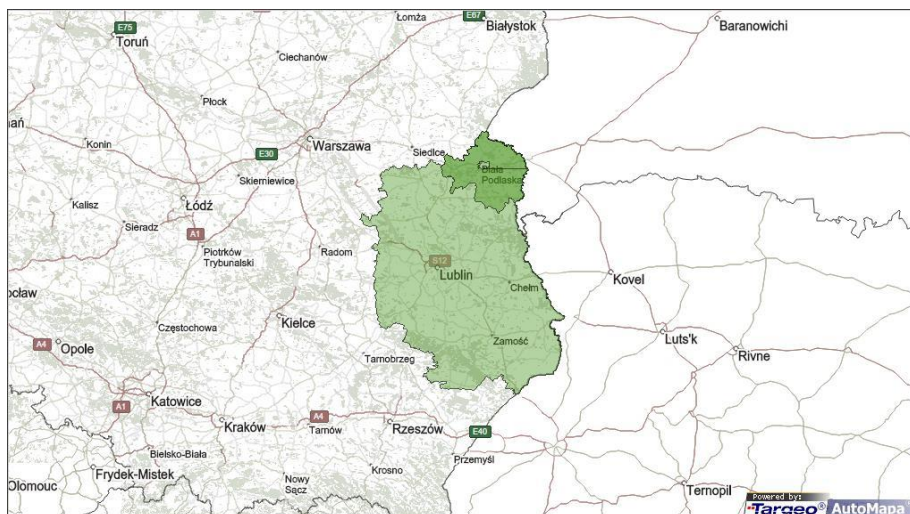 Łomża
E67
Białystok
E75
Toruń
Baranowichi
Ciechanów
Płock
Warszawa
Siedlce
Konin
E30
Biała
Podlaska
Skierniewice
Kalisz
Łódź
Sieradz
A1
Piotrków
Trybunalski
Radom
S12
Lublin
Kovel
Chełm
Częstochowa
Kielce
Luts'k
Zamość
Rivne
A4
Opole
Tarnobrzeg
Katowice
A1
A4
Kraków
Tarnów
Rzeszów
E40
Bielsko-Biała
Przemyśl
Frydek-Mistek
Krosno
Nowy
Sącz
Olomouc
Ternopil
Powered by:
Targeo® AutoMapa